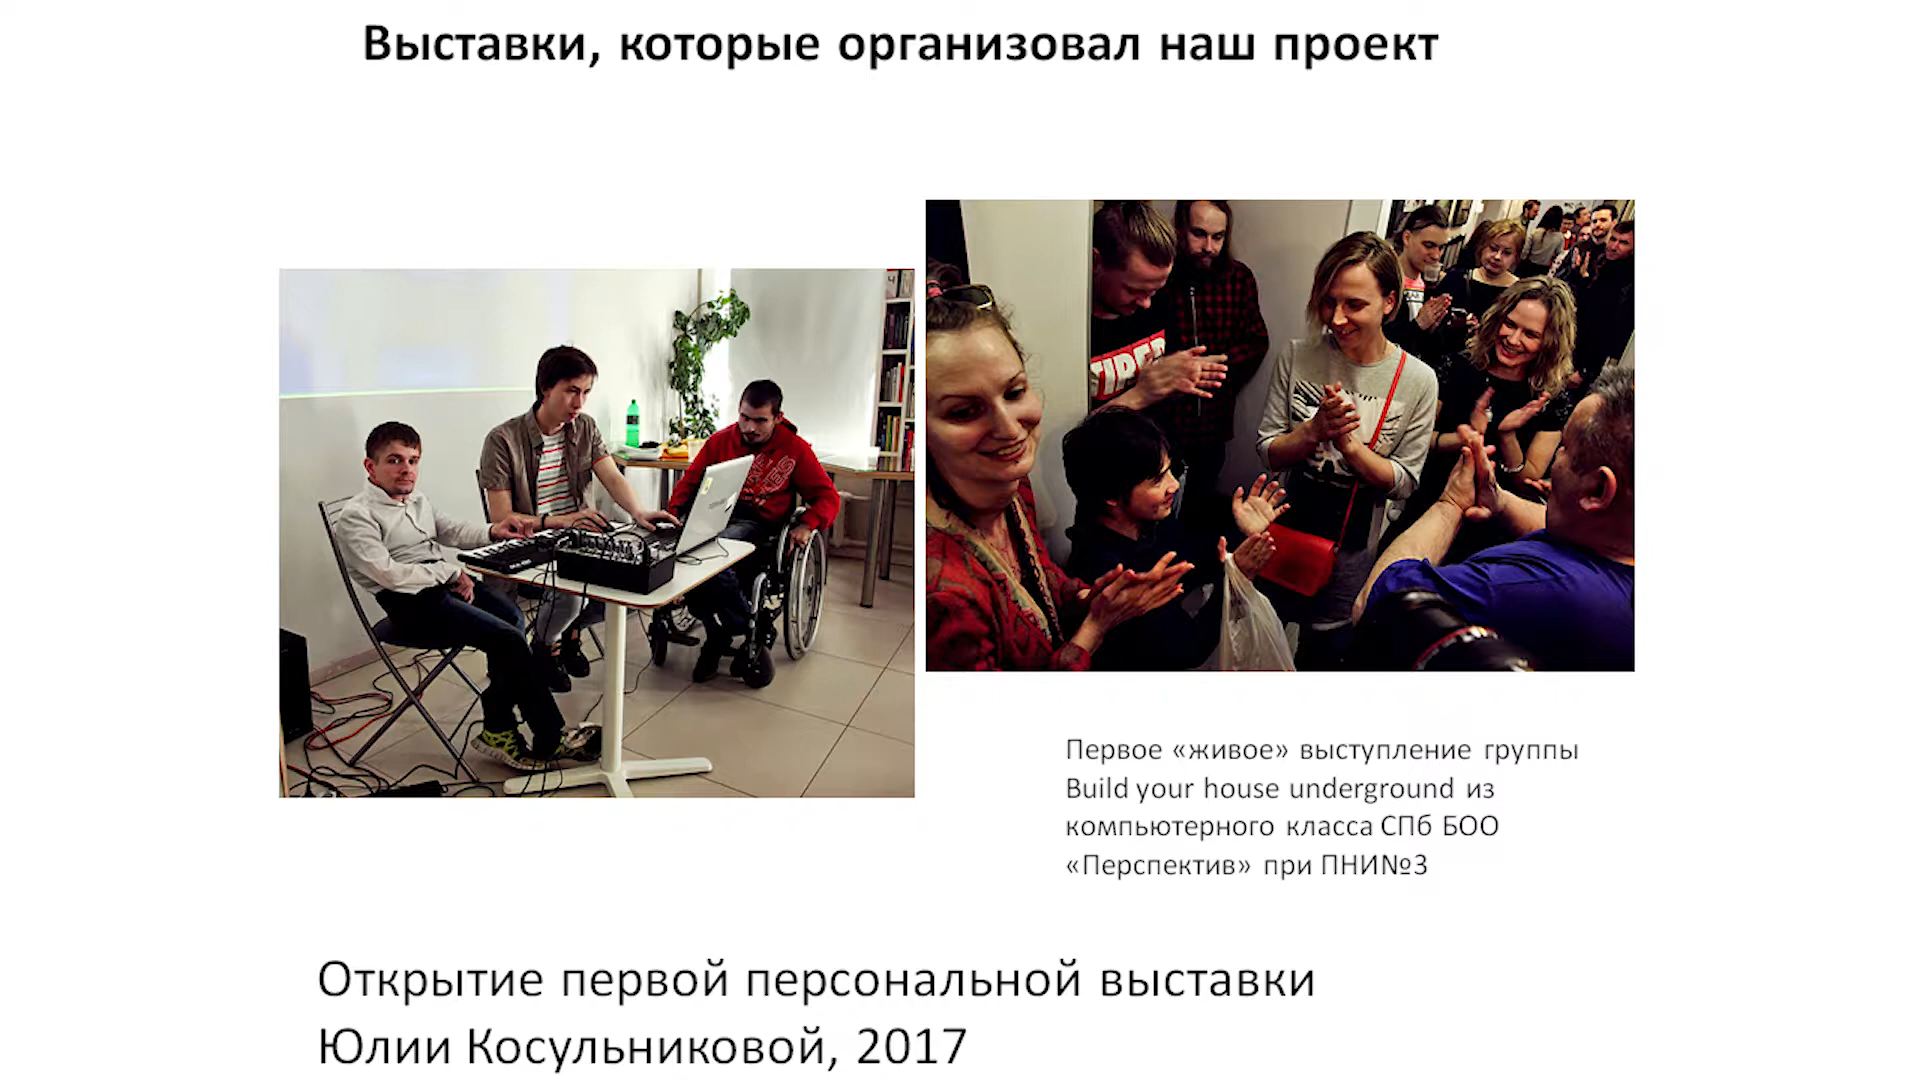 Выставки, которые организовал наш проект
Первое «живое» выступление группы
Build your house underground из
компьютерного класса СПб БОО
«Перспектив» при ПНИ№3
Открытие первой персональной выставки
Юлии Косульниковой, 2017